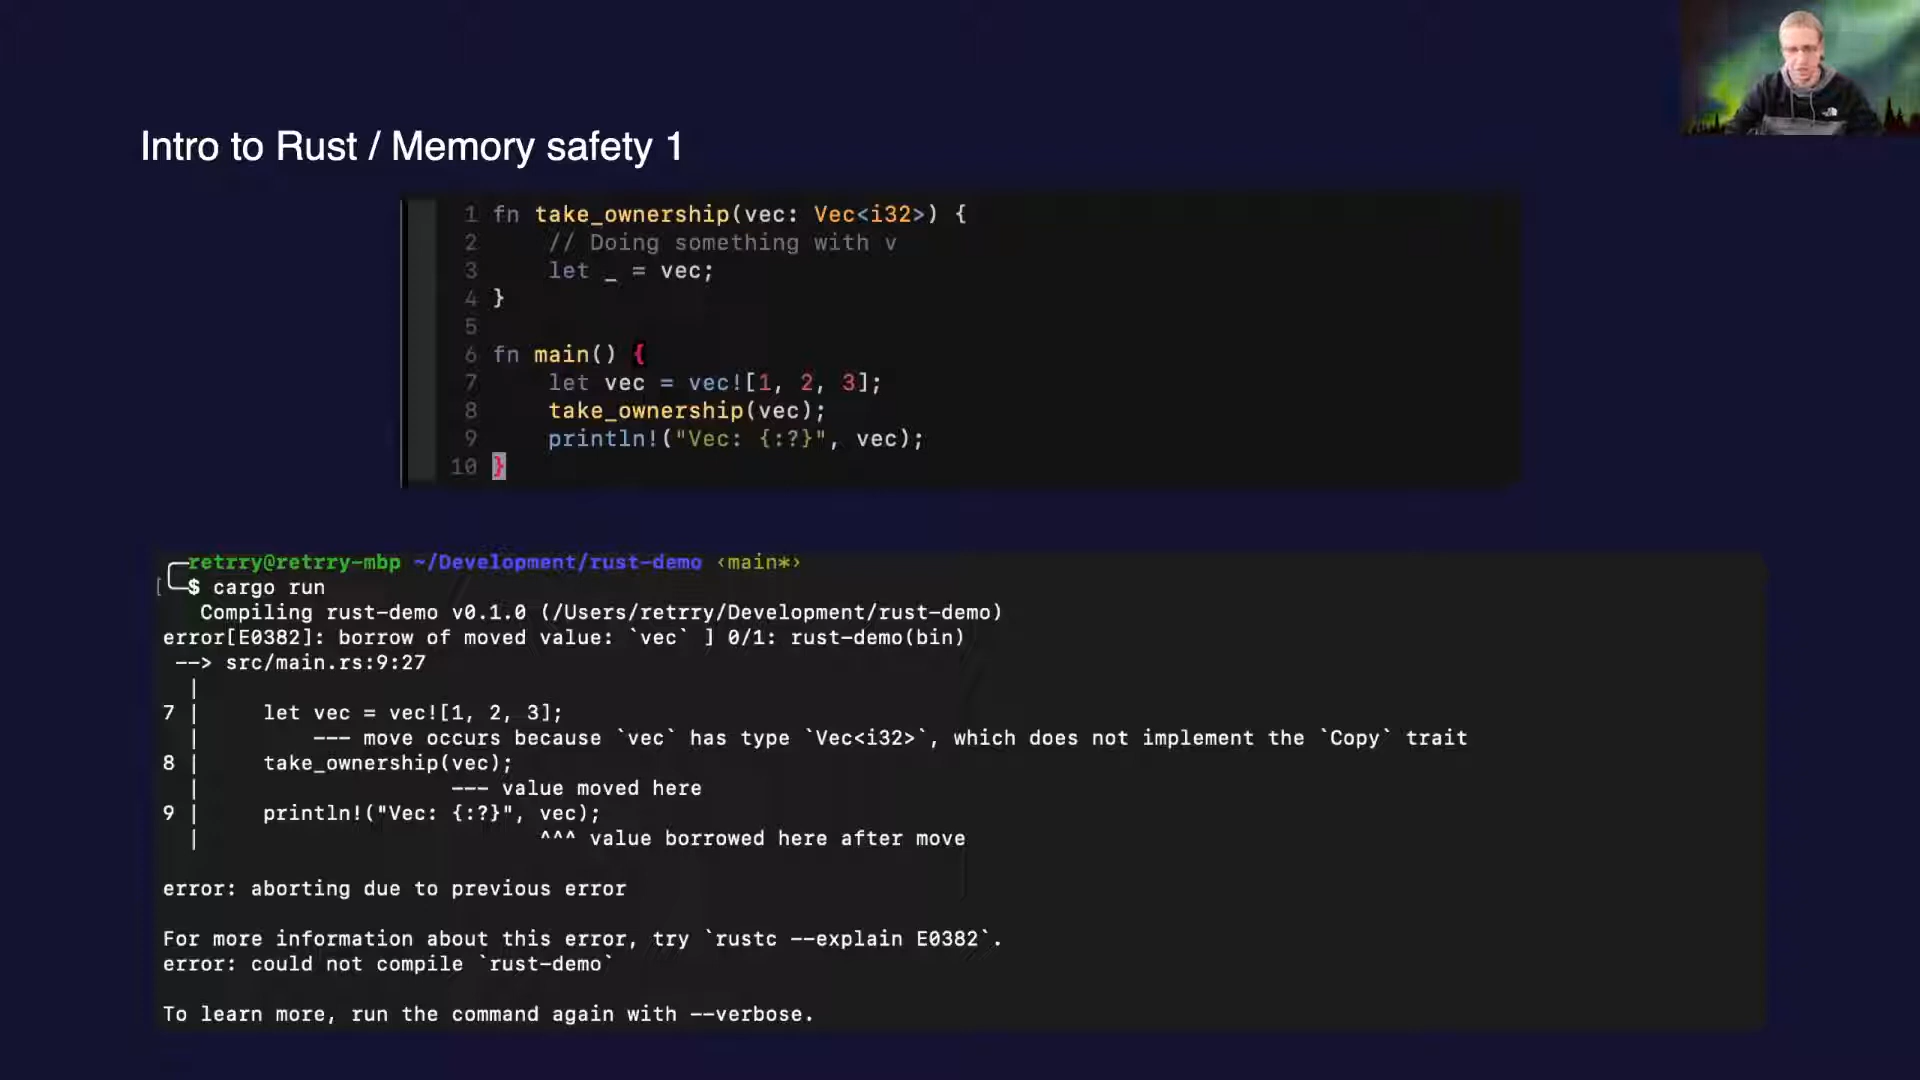 Intro to Rust / Memory safety 1
1 fn take_ownership(vec: Vec<i32>) {
2     // Doing something with v
3     let _ = vec;
4 }
5
6 fn main() {
7     let vec = vec![1, 2, 3];
8     take_ownership(vec);
9     println!("Vec: {:?}", vec);
10 }
retrry@retrry-mbp ~/Development/rust-demo ‹main*›
[ $ cargo run
   Compiling rust-demo v0.1.0 (/Users/retrry/Development/rust-demo)
error[E0382]: borrow of moved value: `vec` ] 0/1: rust-demo(bin)
 --> src/main.rs:9:27
  |
7 |     let vec = vec![1, 2, 3];
  |         --- move occurs because `vec` has type `Vec<i32>`, which does not implement the `Copy` trait
8 |     take_ownership(vec);
  |                    --- value moved here
9 |     println!("Vec: {:?}", vec);
  |                           ^^^ value borrowed here after move
error: aborting due to previous error
For more information about this error, try `rustc --explain E0382`.
error: could not compile `rust-demo`
To learn more, run the command again with --verbose.